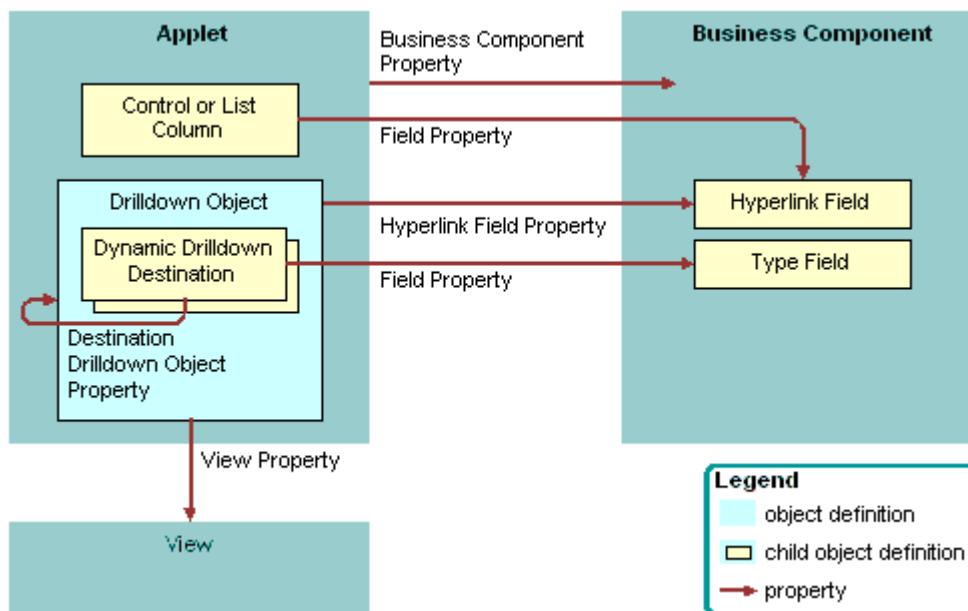 Applet
Business Component
Property
Business Component
Control or List
Column
Field Property
Drilldown Object
Hyperlink Field
Hyperlink Field Property
Dynamic Drilldown
Destination
Type Field
Field Property
Destination
Drilldown Object
Property
View Property
Legend
object definition
View
child object definition
property